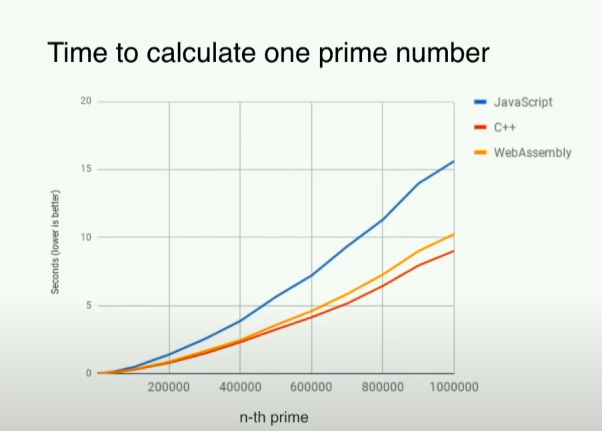 Time to calculate one prime number
20
15
10
5
0
Seconds (lower is better)
200000 400000 600000 800000 1000000
n-th prime
JavaScript
C++
WebAssembly